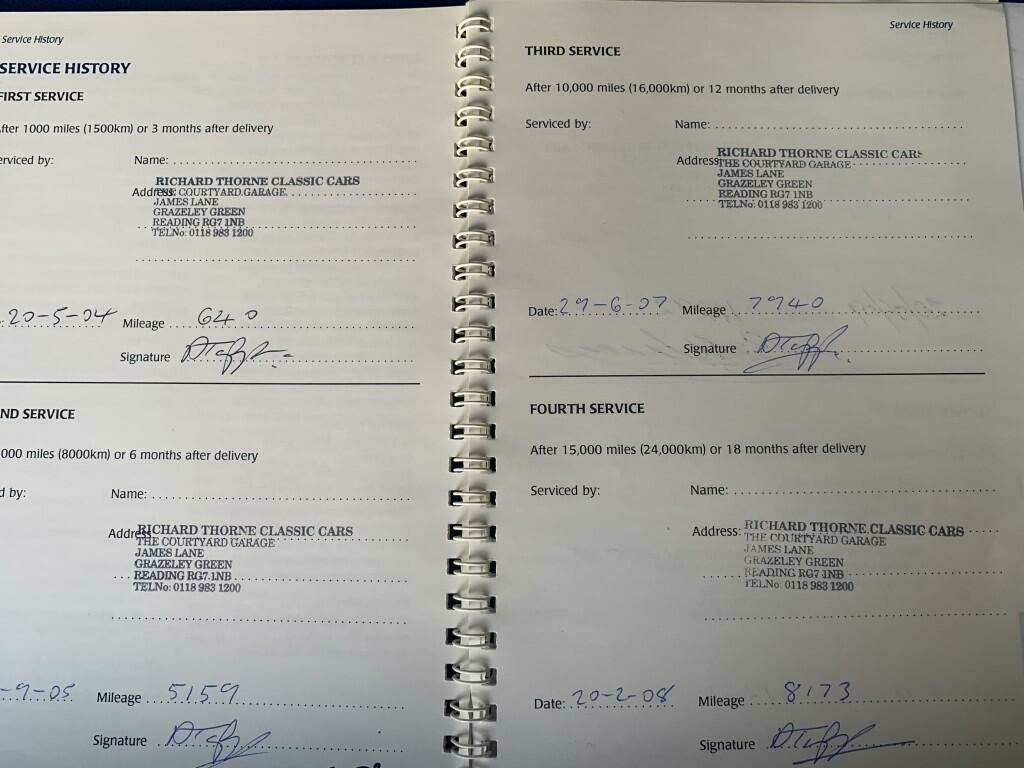 Service History
SERVICE HISTORY
FIRST SERVICE
After 1000 miles (1500km) or 3 months after delivery
erviced by: Name:
Address:
RICHARD THORNE CLASSIC CARS
THE COURTYARD GARAGE
JAMES LANE
GRAZELEY GREEN
READING RG7 1NB
TELNo: 0118 983 1200
20-5-04 Mileage 640
Signature
ND SERVICE
000 miles (8000km) or 6 months after delivery
d by: Name:
Address:
RICHARD THORNE CLASSIC CARS
THE COURTYARD GARAGE
JAMES LANE
GRAZELEY GREEN
READING RG7 1NB
TELNo: 0118 983 1200
-9-05 Mileage 5159
Signature
Service History
THIRD SERVICE
After 10,000 miles (16,000km) or 12 months after delivery
Serviced by: Name:
Address:
RICHARD THORNE CLASSIC CARS
THE COURTYARD GARAGE
JAMES LANE
GRAZELEY GREEN
READING RG7 1NB
TELNo: 0118 983 1200
Date: 29-6-07 Mileage 7940
Signature
FOURTH SERVICE
After 15,000 miles (24,000km) or 18 months after delivery
Serviced by: Name:
Address:
RICHARD THORNE CLASSIC CARS
THE COURTYARD GARAGE
JAMES LANE
GRAZELEY GREEN
READING RG7 1NB
TELNo: 0118 983 1200
Date: 20-2-08 Mileage 8173
Signature